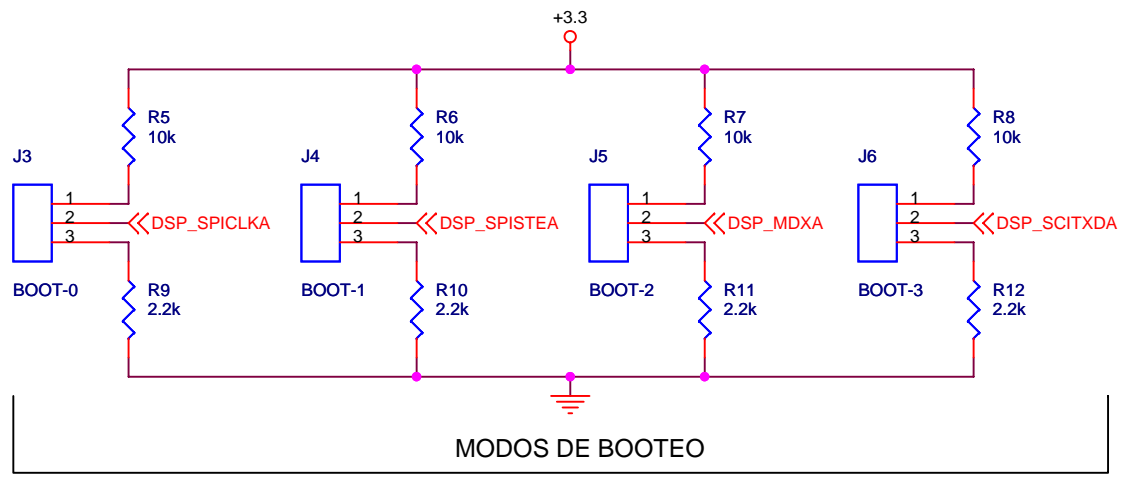 +3.3
R5
10k
R6
10k
R7
10k
R8
10k
J3
J4
J5
J6
1
2
3
DSP_SPICLKA
1
2
3
DSP_SPISTEA
1
2
3
DSP_MDXA
1
2
3
DSP_SCITXDA
BOOT-0
R9
2.2k
BOOT-1
R10
2.2k
BOOT-2
R11
2.2k
BOOT-3
R12
2.2k
MODOS DE BOOTEO